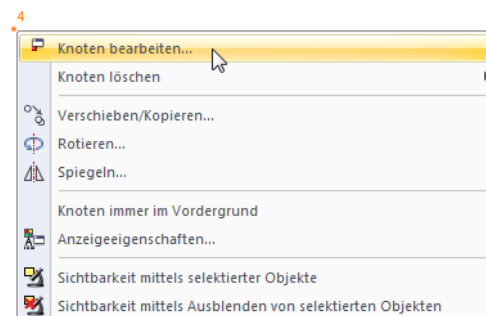 4
Knoten bearbeiten...
Knoten löschen
Verschieben/Kopieren...
Rotieren...
Spiegeln...
Knoten immer im Vordergrund
Anzeigeeigenschaften...
Sichtbarkeit mittels selektierter Objekte
Sichtbarkeit mittels Ausblenden von selektierten Objekten